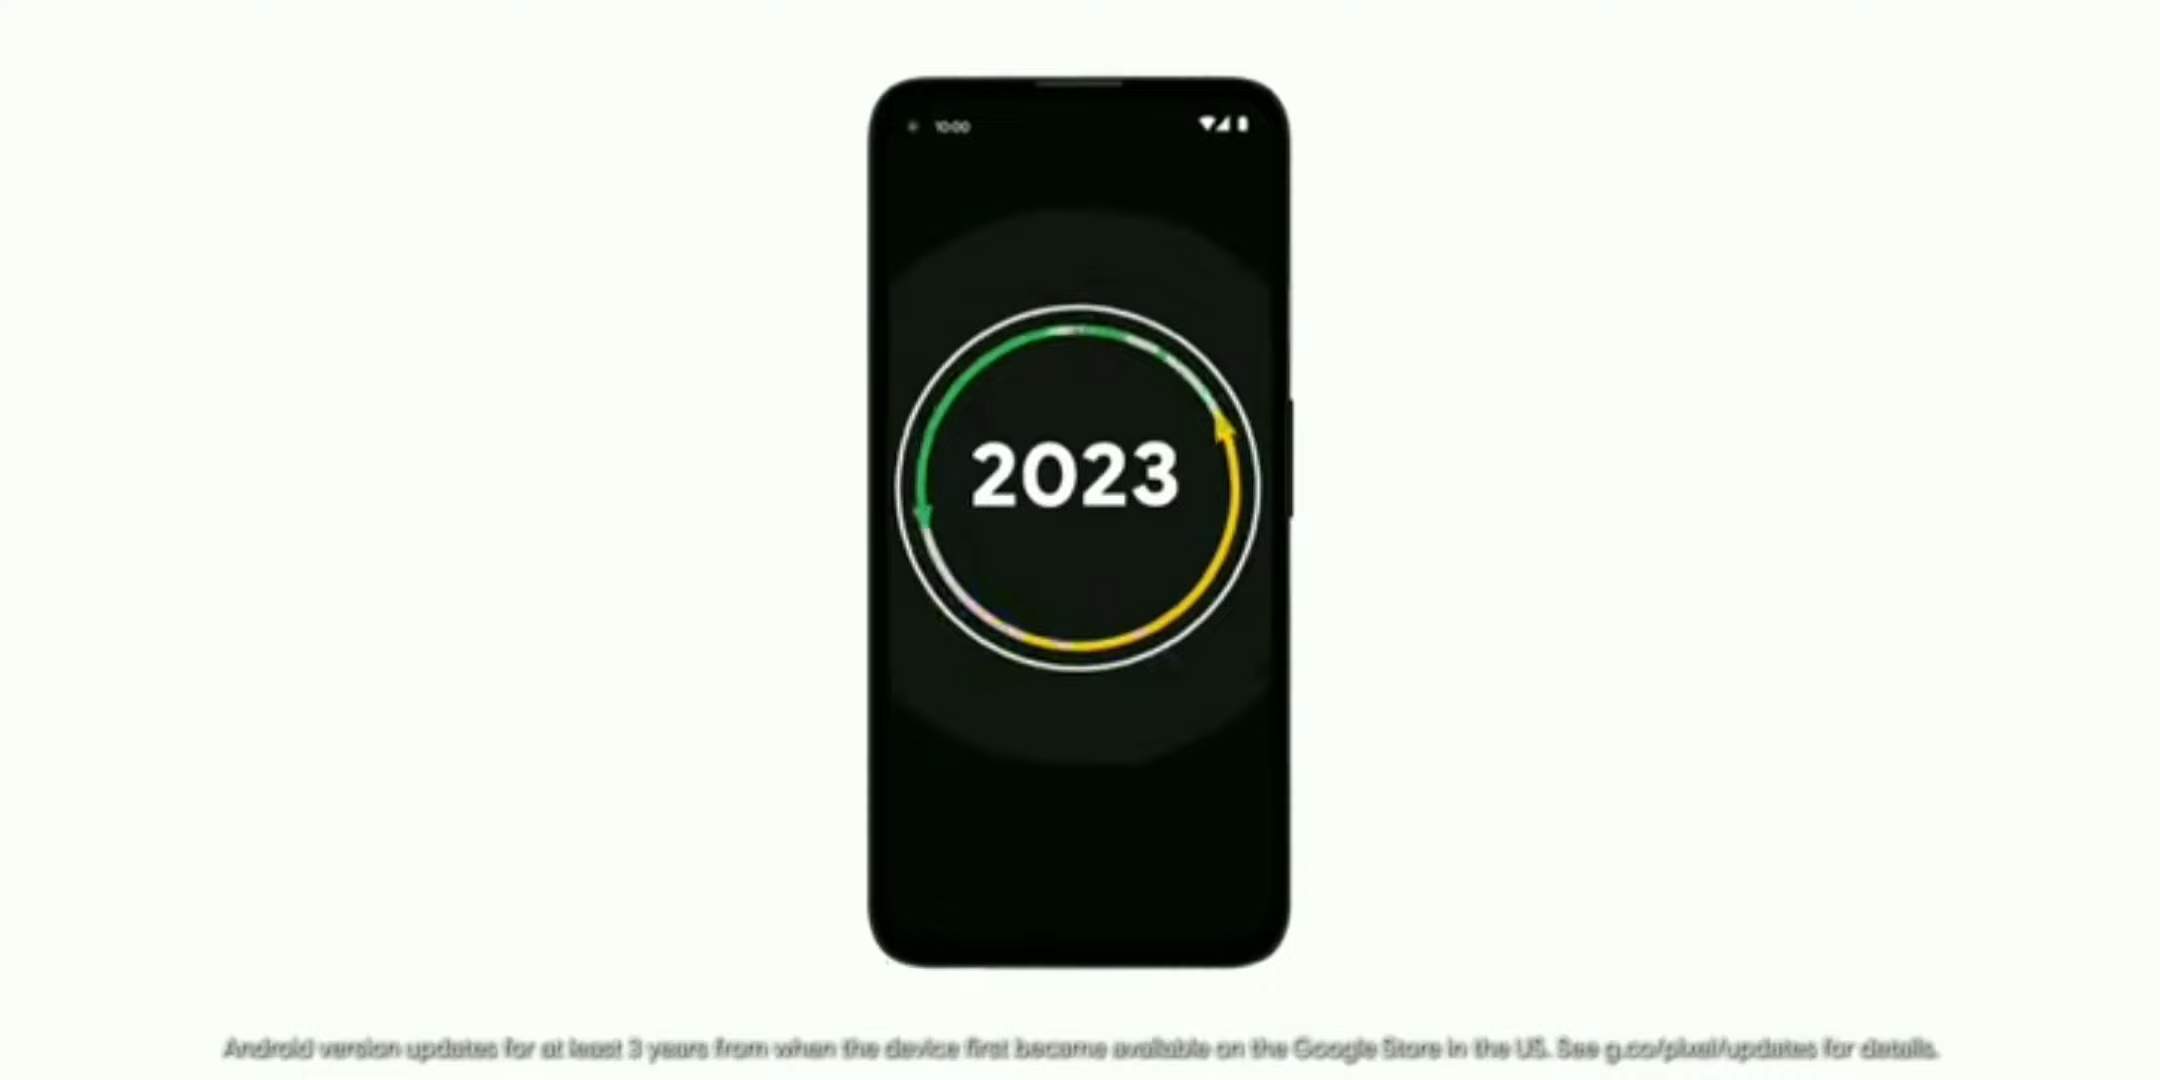 10:00
2023
Android version updates for at least 3 years from when the device first became available on the Google Store in the US. See g.co/pixel/updates for details.